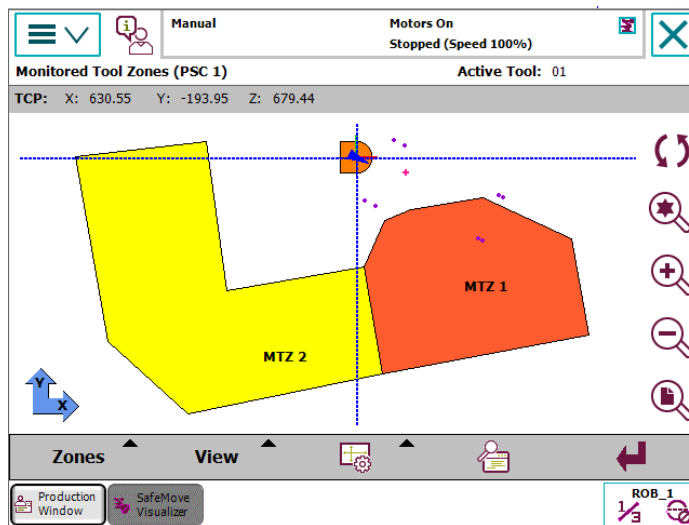 Manual
Motors On
Stopped (Speed 100%)
Monitored Tool Zones (PSC 1)
Active Tool: 01
TCP: X: 630.55 Y: -193.95 Z: 679.44
MTZ 1
MTZ 2
Y
X
Zones
View
Production
Window
SafeMove
Visualizer
ROB_1
1/3